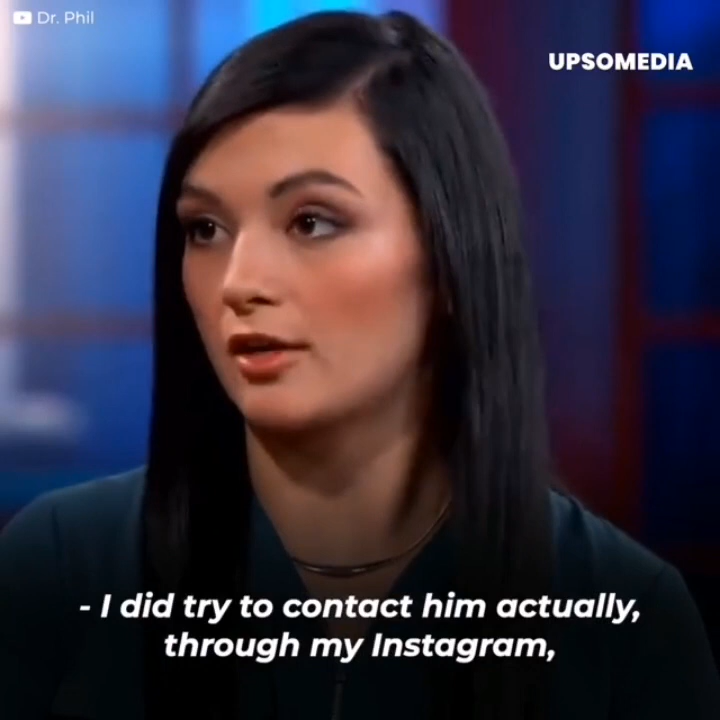 Dr. Phil
UPSOMEDIA
- I did try to contact him actually,
through my Instagram,